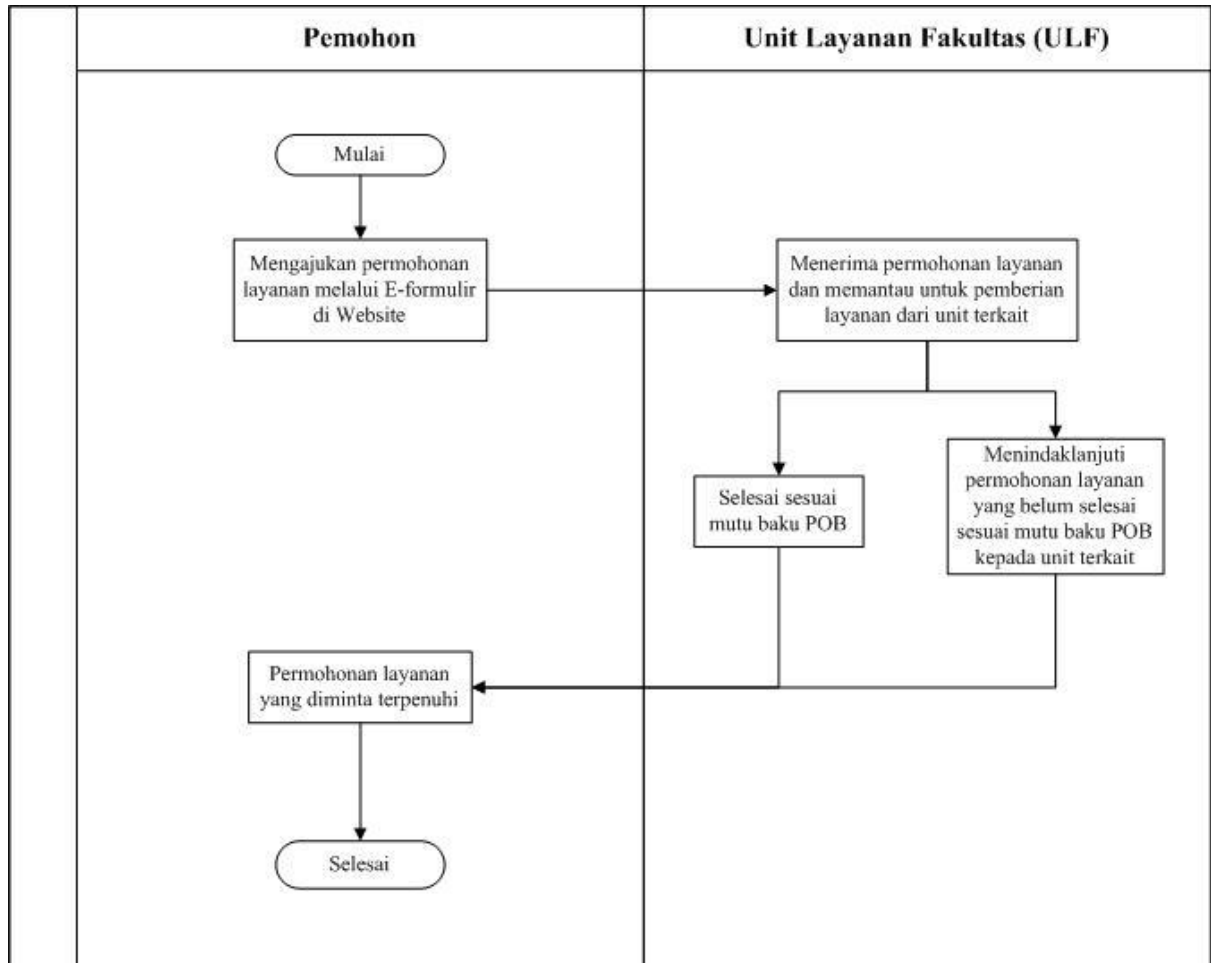 Pemohon
Unit Layanan Fakultas (ULF)
Mulai
Mengajukan permohonan
layanan melalui E-formulir
di Website
Menerima permohonan layanan
dan memantau untuk pemberian
layanan dari unit terkait
Selesai sesuai
mutu baku POB
Menindaklanjuti
permohonan layanan
yang belum selesai
sesuai mutu baku POB
kepada unit terkait
Permohonan layanan
yang diminta terpenuhi
Selesai